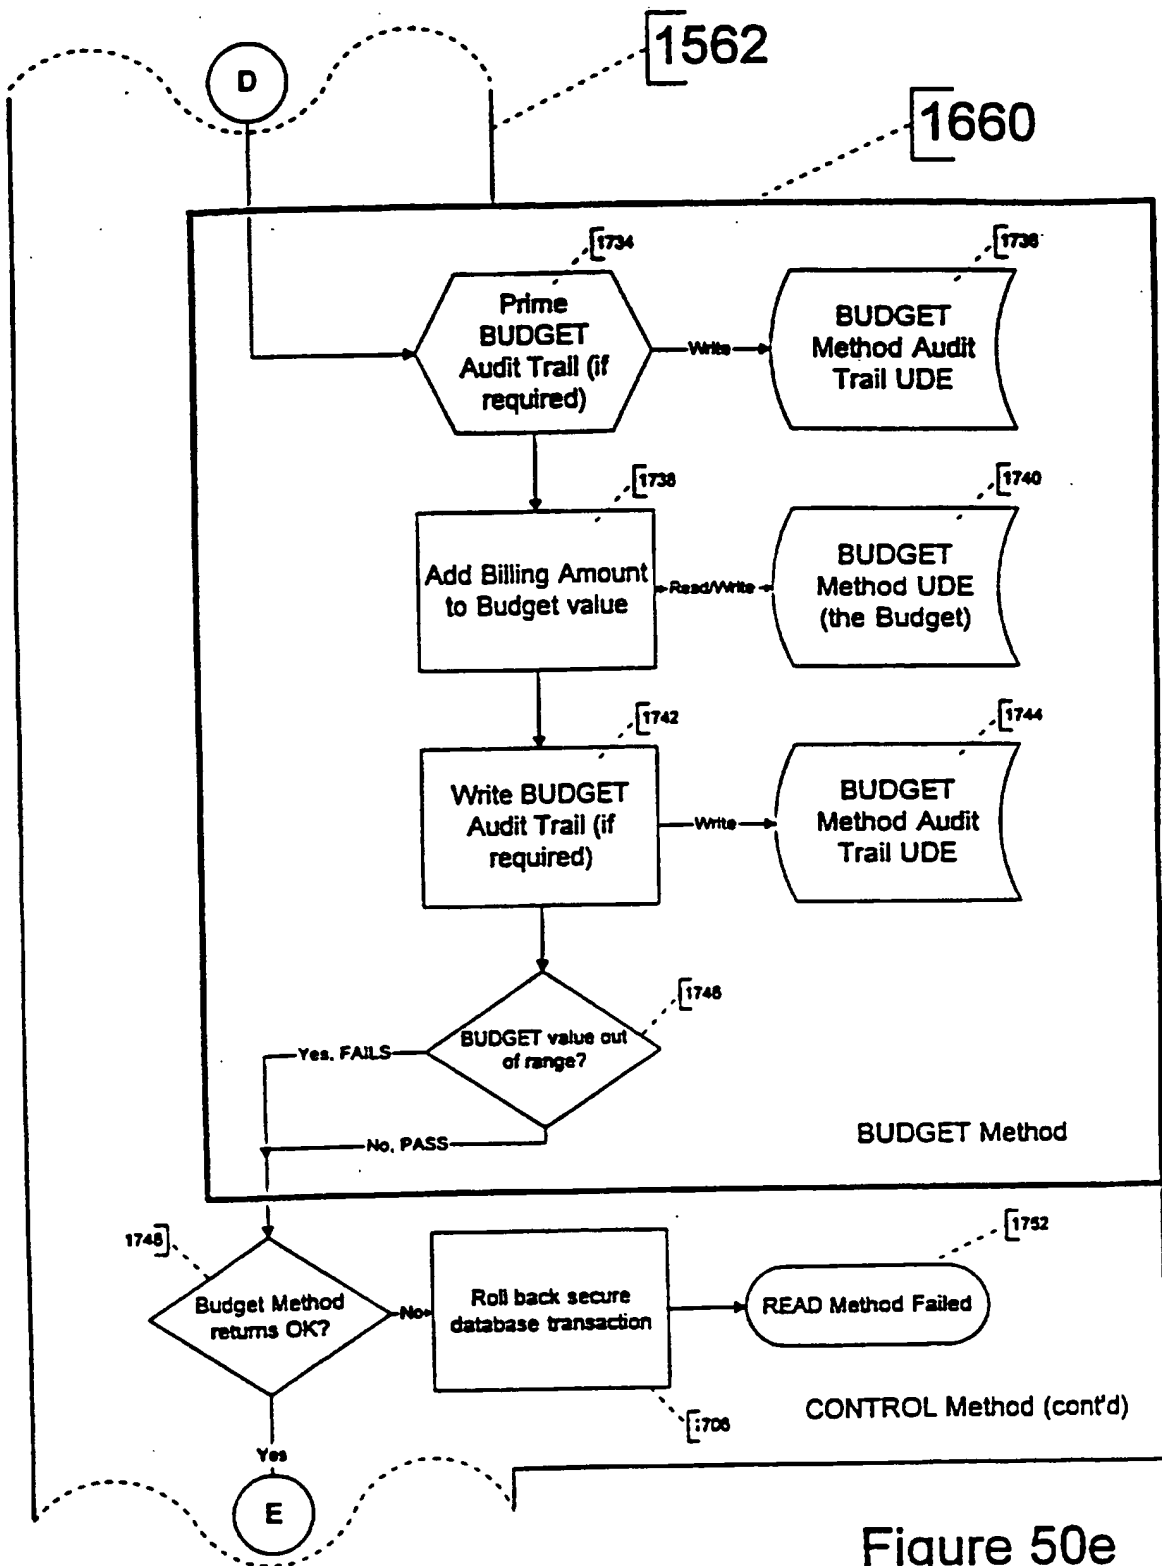 D
1562
1660
1734
Prime
BUDGET
Audit Trail (if
required)
Write
1736
BUDGET
Method Audit
Trail UDE
1738
Add Billing Amount
to Budget value
Read/Write
1740
BUDGET
Method UDE
(the Budget)
1742
Write BUDGET
Audit Trail (if
required)
Write
1744
BUDGET
Method Audit
Trail UDE
1746
BUDGET value out
of range?
Yes, FAILS
No, PASS
BUDGET Method
1748
Budget Method
returns OK?
No
Roll back secure
database transaction
1752
READ Method Failed
CONTROL Method (cont'd)
Yes
E
Figure 50e